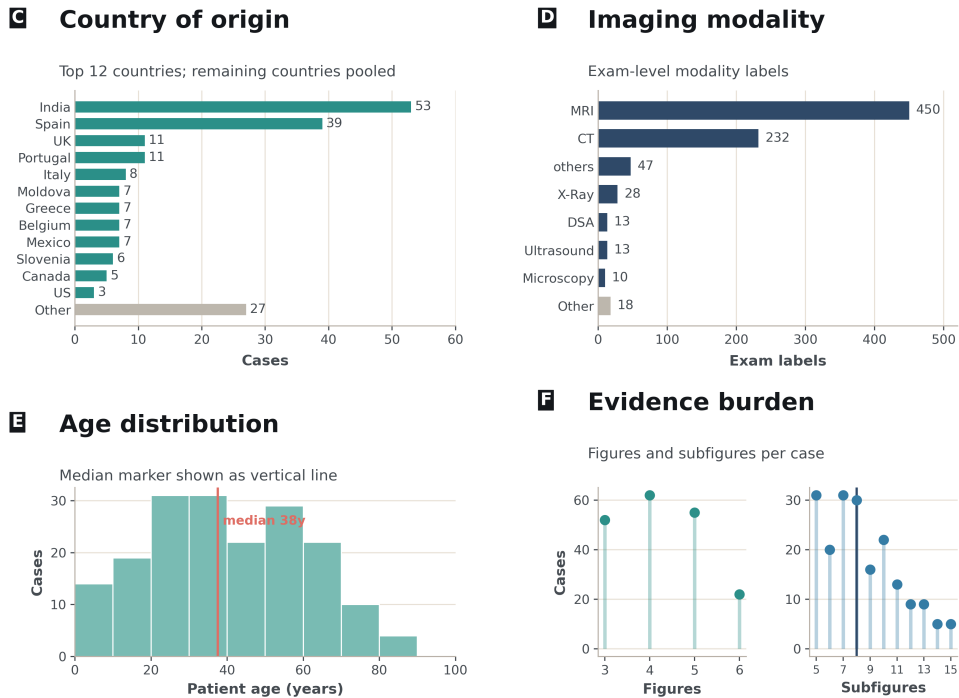 C Country of origin
Top 12 countries; remaining countries pooled
India 53
Spain 39
UK 11
Portugal 11
Italy 8
Moldova 7
Greece 7
Belgium 7
Mexico 7
Slovenia 6
Canada 5
US 3
Other 27
0 10 20 30 40 50 60
Cases
D Imaging modality
Exam-level modality labels
MRI 450
CT 232
others 47
X-Ray 28
DSA 13
Ultrasound 13
Microscopy 10
Other 18
0 100 200 300 400 500
Exam labels
E Age distribution
Median marker shown as vertical line
30
median 38y
20
10
0
Cases
0 20 40 60 80 100
Patient age (years)
F Evidence burden
Figures and subfigures per case
60
40
20
0
Cases
3 4 5 6
Figures
30
20
10
0
5 7 9 11 13 15
Subfigures